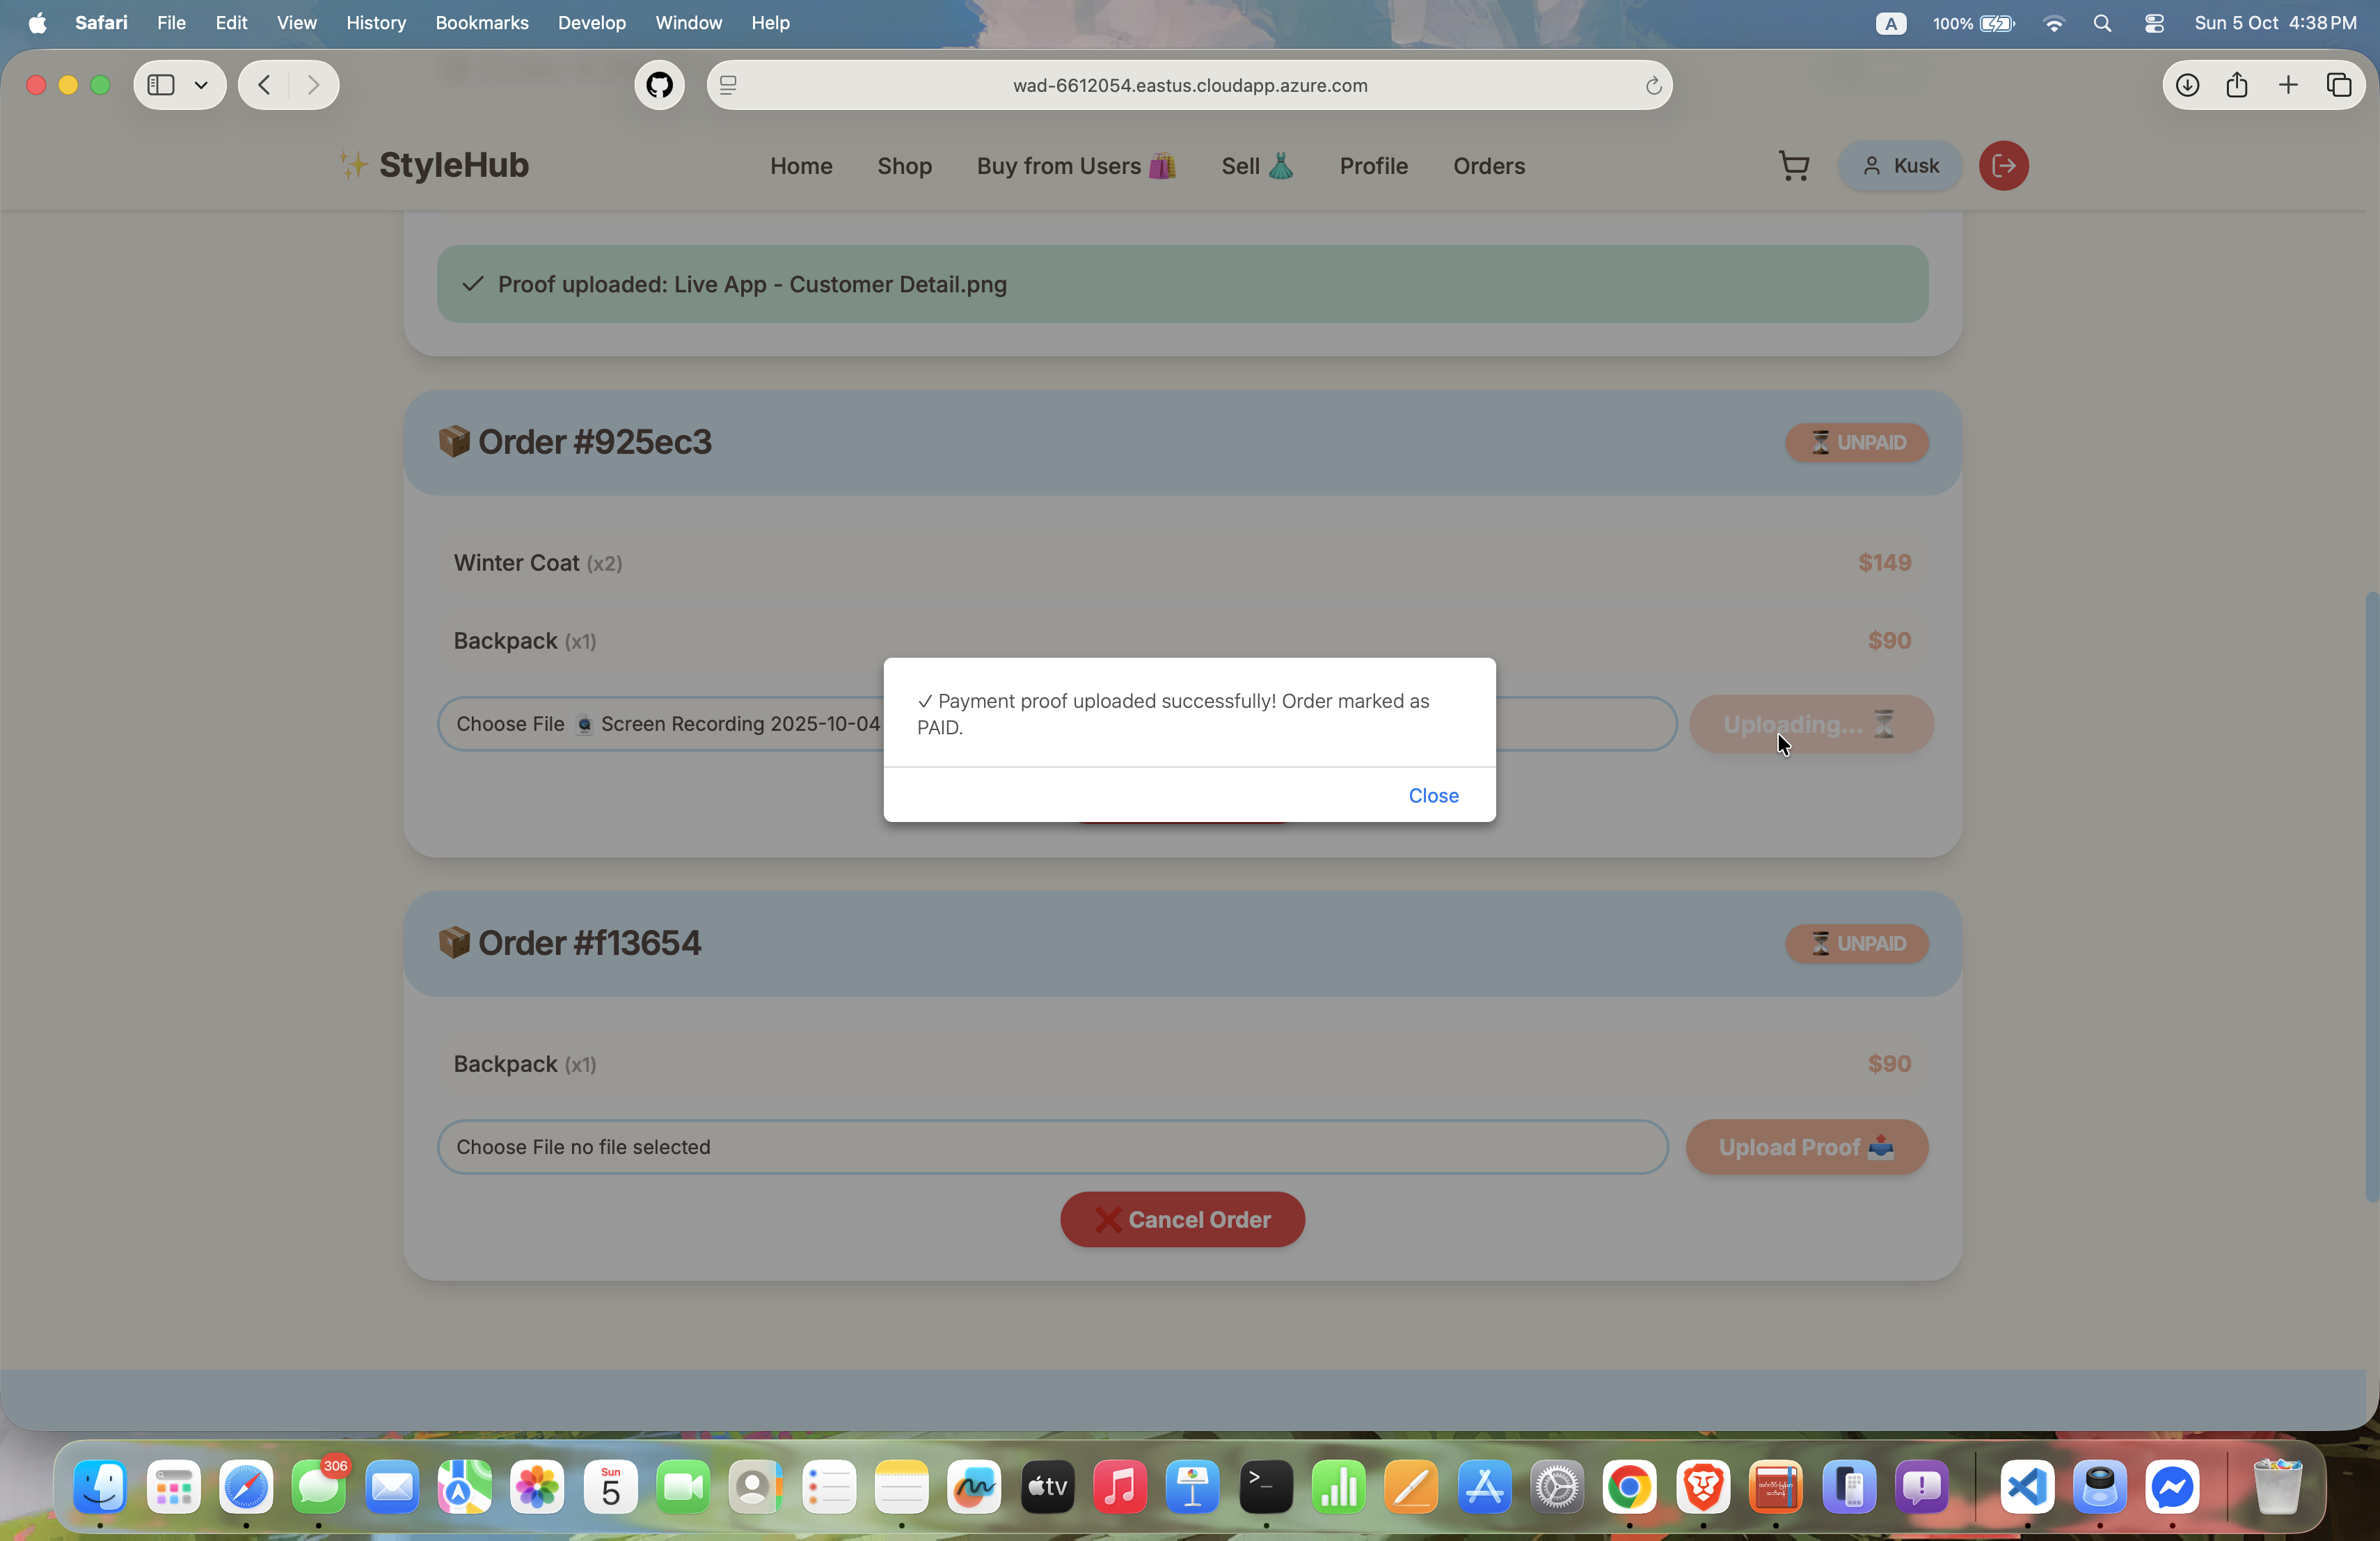 Safari File Edit View History Bookmarks Develop Window Help A 100% Sun 5 Oct 4:38 PM
wad-6612054.eastus.cloudapp.azure.com
StyleHub Home Shop Buy from Users Sell Profile Orders Kusk
✓ Proof uploaded: Live App - Customer Detail.png
Order #925ec3 UNPAID
Winter Coat (x2) $149
Backpack (x1) $90
✓ Payment proof uploaded successfully! Order marked as
PAID.
Choose File Screen Recording 2025-10-04 Uploading...
Close
Order #f13654 UNPAID
Backpack (x1) $90
Choose File no file selected Upload Proof
Cancel Order
306
Sun
5
tv